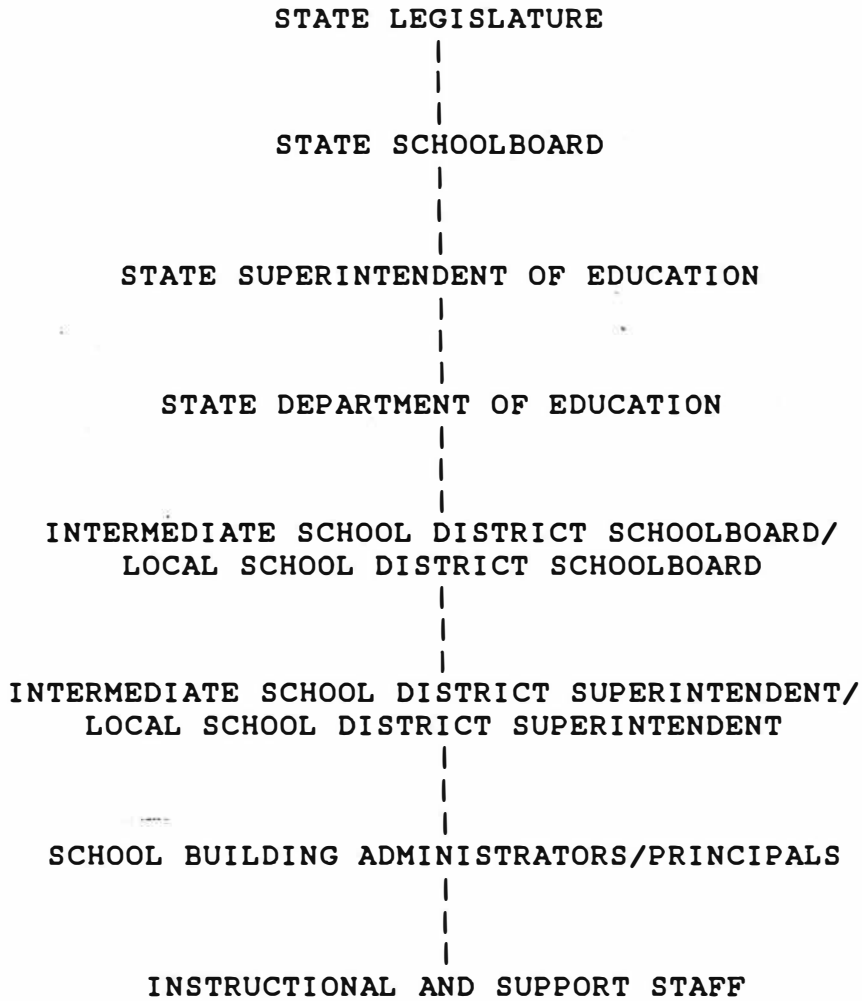 STATE LEGISLATURE
STATE SCHOOLBOARD
STATE SUPERINTENDENT OF EDUCATION
STATE DEPARTMENT OF EDUCATION
INTERMEDIATE SCHOOL DISTRICT SCHOOLBOARD/
LOCAL SCHOOL DISTRICT SCHOOLBOARD
INTERMEDIATE SCHOOL DISTRICT SUPERINTENDENT/
LOCAL SCHOOL DISTRICT SUPERINTENDENT
SCHOOL BUILDING ADMINISTRATORS/PRINCIPALS
INSTRUCTIONAL AND SUPPORT STAFF